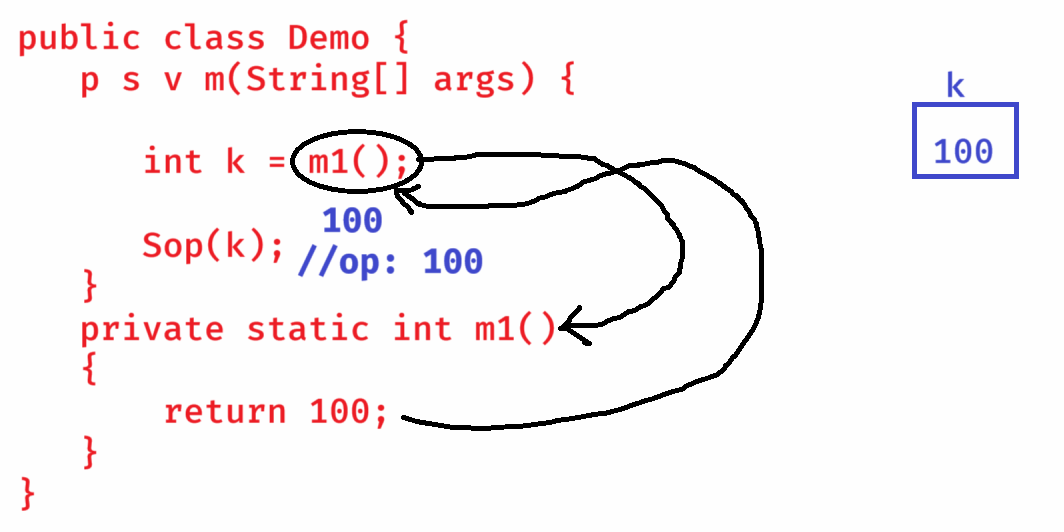 public class Demo {
p s v m(String[] args) {
k
int k = m1();
100
100
Sop(k);
//op: 100
}
private static int m1()
{
return 100;
}
}